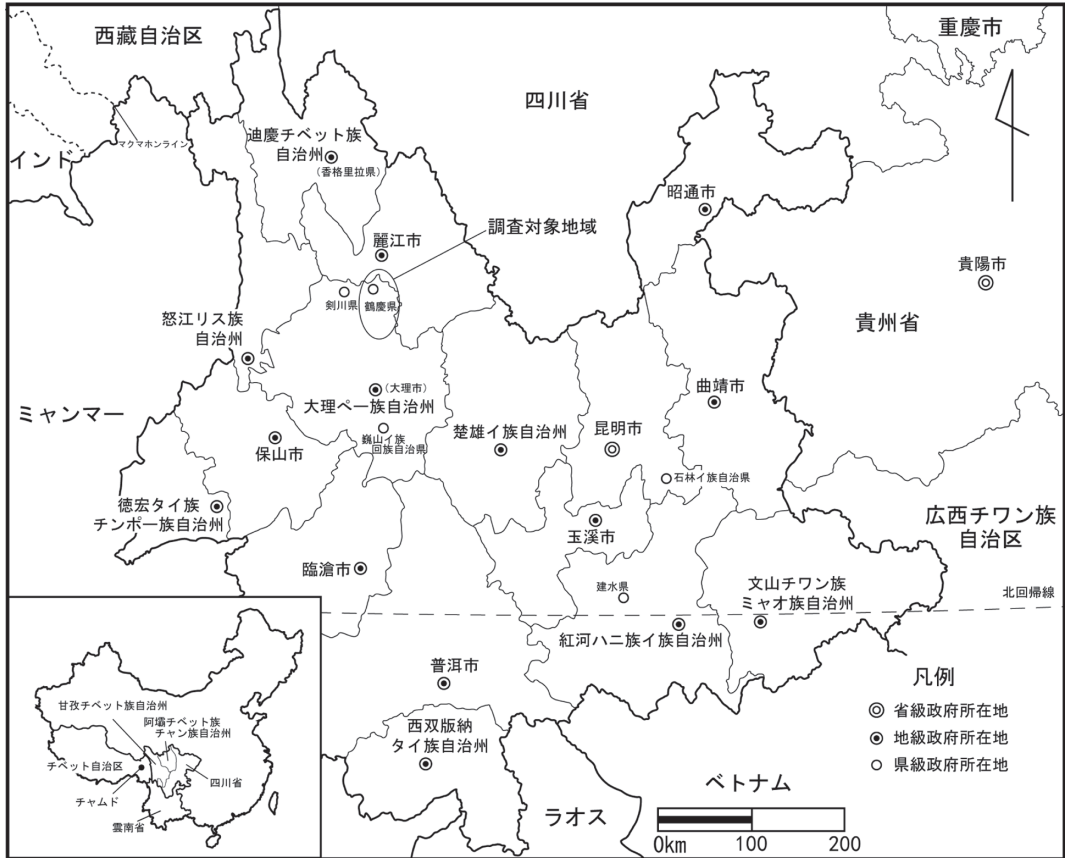 西藏自治区
重慶市
四川省
マクマホンライン
インド
迪慶チベット族
自治州
(香格里拉県)
昭通市
調査対象地域
麗江市
貴陽市
剣川県
鶴慶県
怒江リス族
自治州
貴州省
(大理市)
大理ペー族自治州
曲靖市
ミャンマー
巍山イ族
回族自治県
楚雄イ族自治州
昆明市
保山市
石林イ族自治県
徳宏タイ族
チンポー族自治州
玉溪市
広西チワン族
自治区
臨滄市
建水県
文山チワン族
ミャオ族自治州
北回帰線
紅河ハニ族イ族自治州
普洱市
西双版納
タイ族自治州
ラオス
ベトナム
凡例
省級政府所在地
地級政府所在地
県級政府所在地
0km
100
200
甘孜チベット族自治州
阿壩チベット族
チャン族自治州
チベット自治区
四川省
チャムド
雲南省